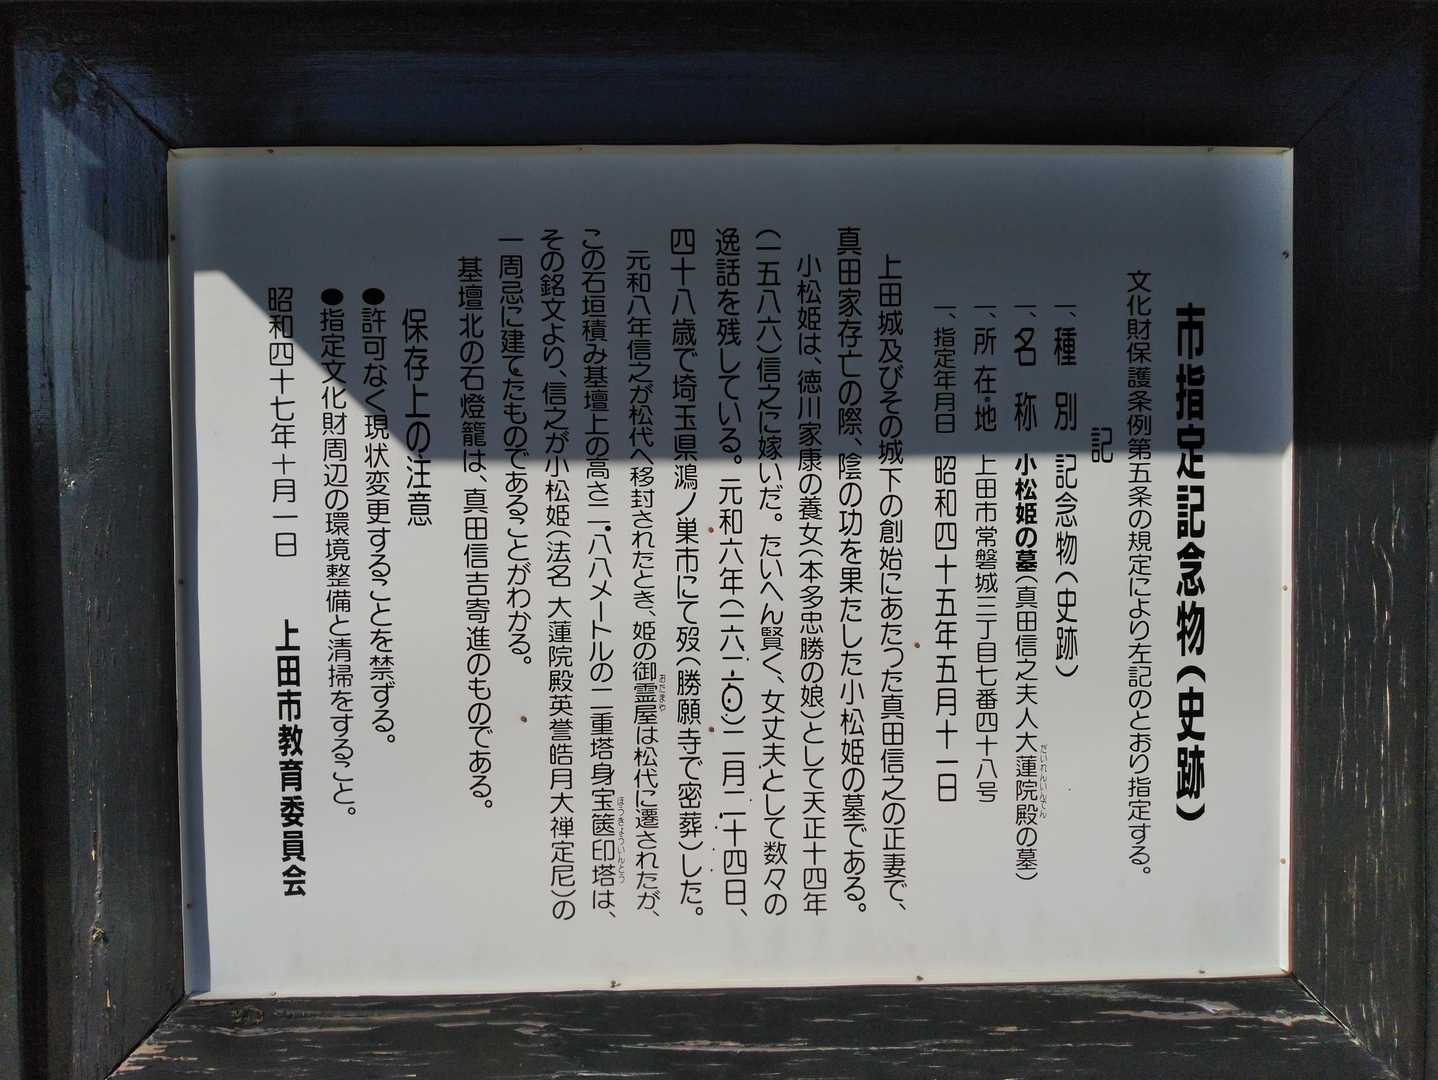 市指定記念物（史跡）
文化財保護条例第五条の規定により左記のとおり指定する。
記
一、種別 記念物（史跡）
一、名称 小松姫の墓（真田信之夫人大蓮院殿の墓）
だいれんいんでん
一、所在地 上田市常磐城三丁目七番四十八号
一、指定年月日 昭和四十五年五月十一日
上田城及びその城下の創始にあたつた真田信之の正妻で、
真田家存亡の際、陰の功を果たした小松姫の墓である。
小松姫は、徳川家康の養女（本多忠勝の娘）として天正十四年
（一五八六）信之に嫁いだ。たいへん賢く、女丈夫として数々の
逸話を残している。元和六年（一六二〇）二月二十四日、
四十八歳で埼玉県鴻ノ巣市にて歿（勝願寺で密葬）した。
元和八年信之が松代へ移封されたとき、姫の御霊屋は松代に遷されたが、
おたまや
この石垣積み基壇上の高さ二・八八メートルの二重塔身宝篋印塔は、
ほうきょういんとう
その銘文より、信之が小松姫（法名 大蓮院殿英誉皓月大禅定尼）の
一周忌に建てたものであることがわかる。
基壇北の石燈籠は、真田信吉寄進のものである。
保存上の注意
●許可なく現状変更することを禁ずる。
●指定文化財周辺の環境整備と清掃をすること。
昭和四十七年十月一日 上田市教育委員会